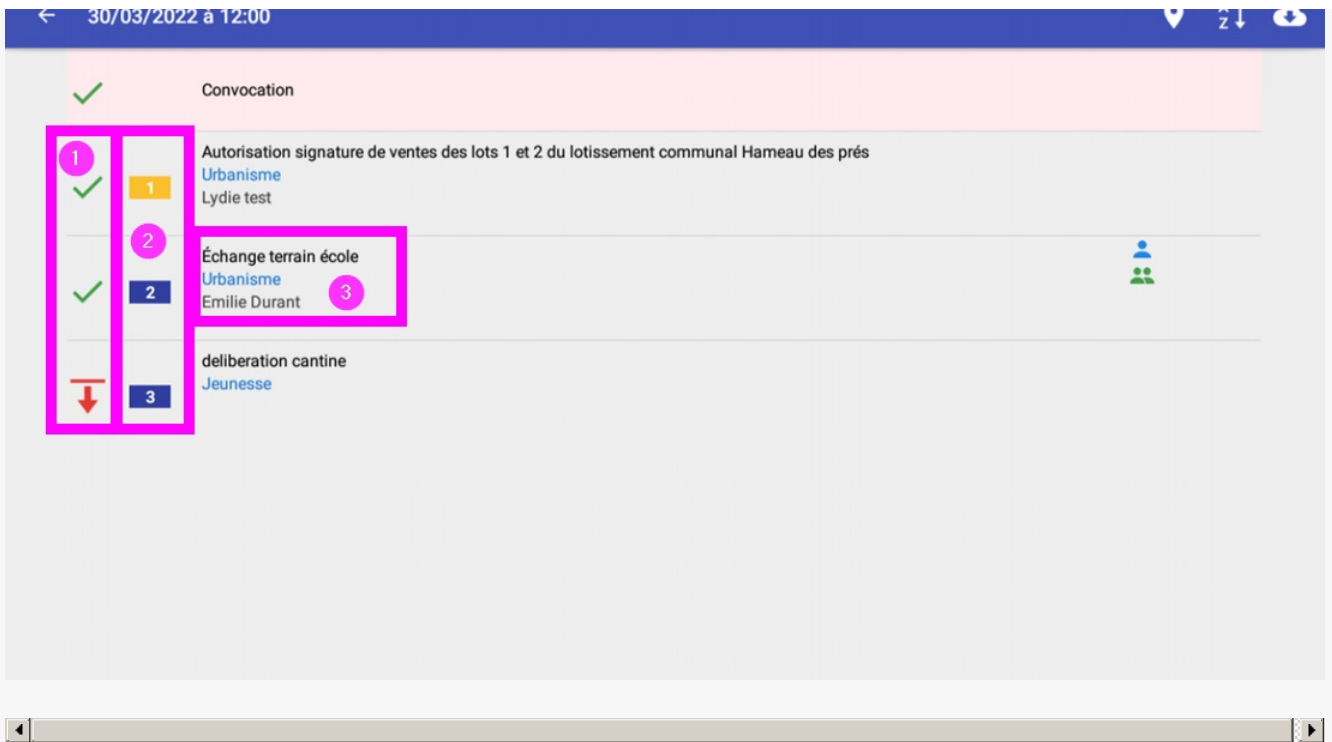 30/03/2022 à 12:00
Convocation
1
Autorisation signature de ventes des lots 1 et 2 du lotissement communal Hameau des prés
Urbanisme
1
Lydie test
2
Échange terrain école
Urbanisme
2
Emilie Durant
3
deliberation cantine
Jeunesse
3